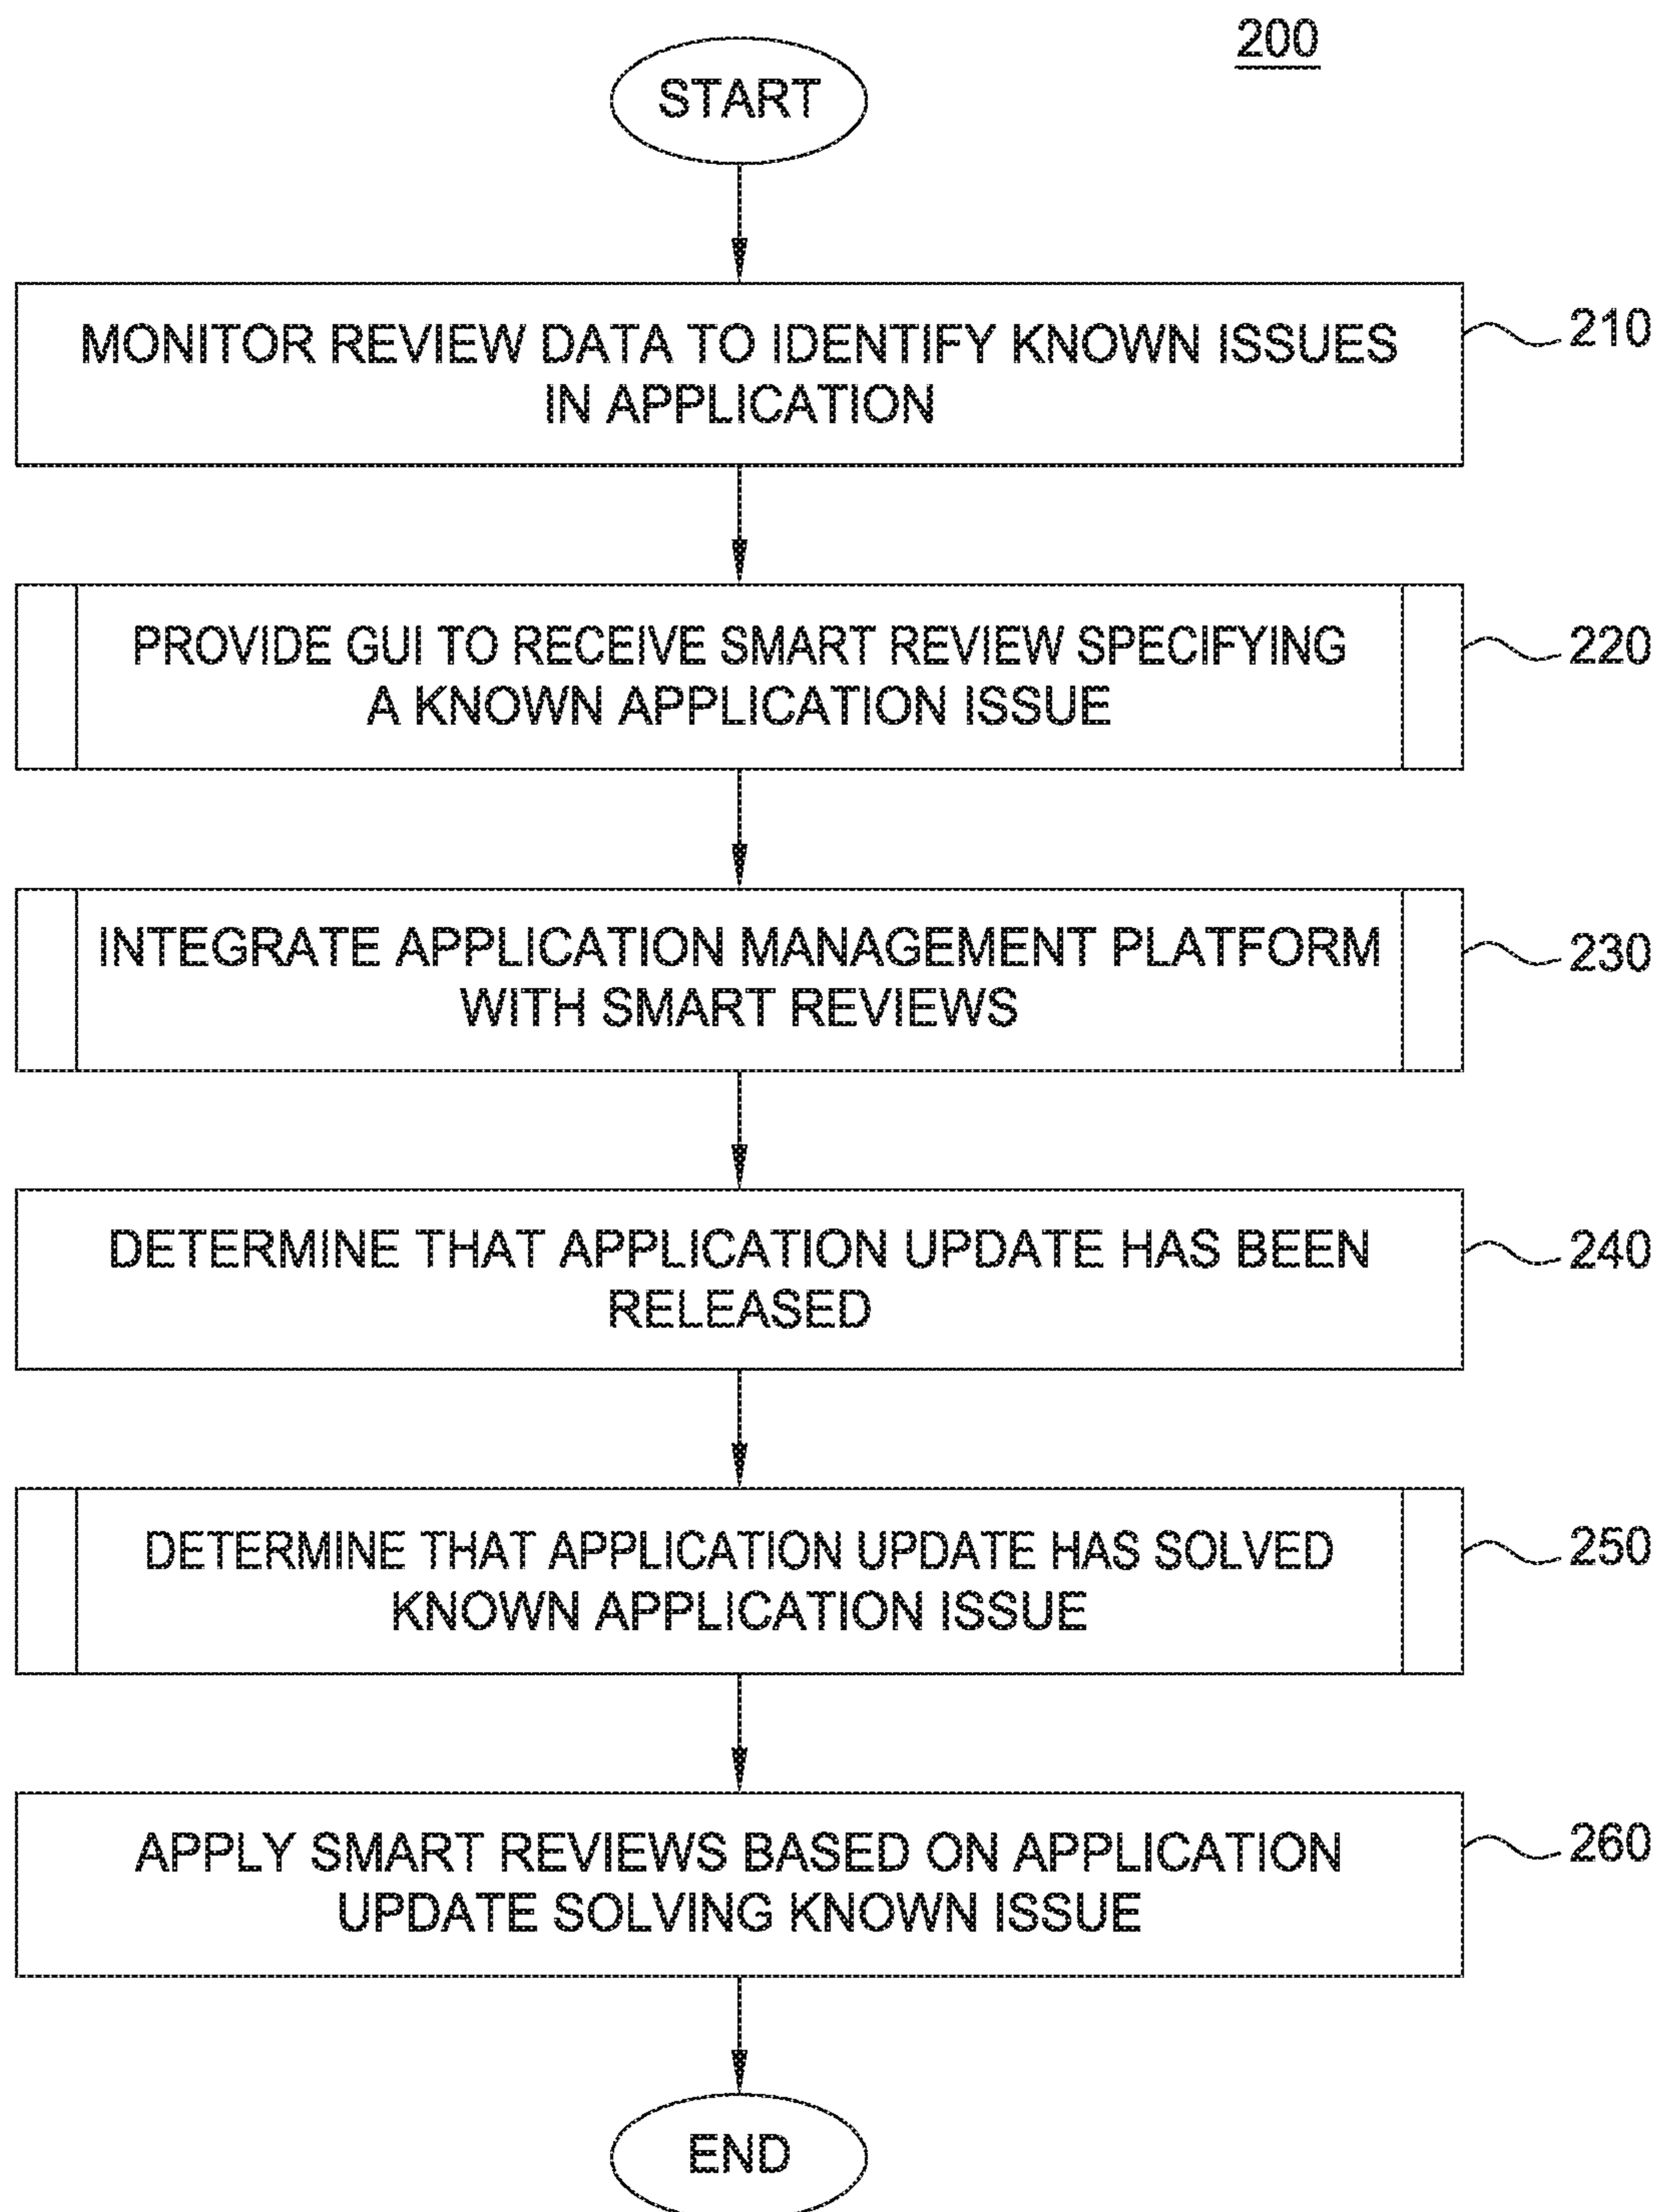 200
START
MONITOR REVIEW DATA TO IDENTIFY KNOWN ISSUES
IN APPLICATION
210
PROVIDE GUI TO RECEIVE SMART REVIEW SPECIFYING
A KNOWN APPLICATION ISSUE
220
INTEGRATE APPLICATION MANAGEMENT PLATFORM
WITH SMART REVIEWS
230
DETERMINE THAT APPLICATION UPDATE HAS BEEN
RELEASED
240
DETERMINE THAT APPLICATION UPDATE HAS SOLVED
KNOWN APPLICATION ISSUE
250
APPLY SMART REVIEWS BASED ON APPLICATION
UPDATE SOLVING KNOWN ISSUE
260
END